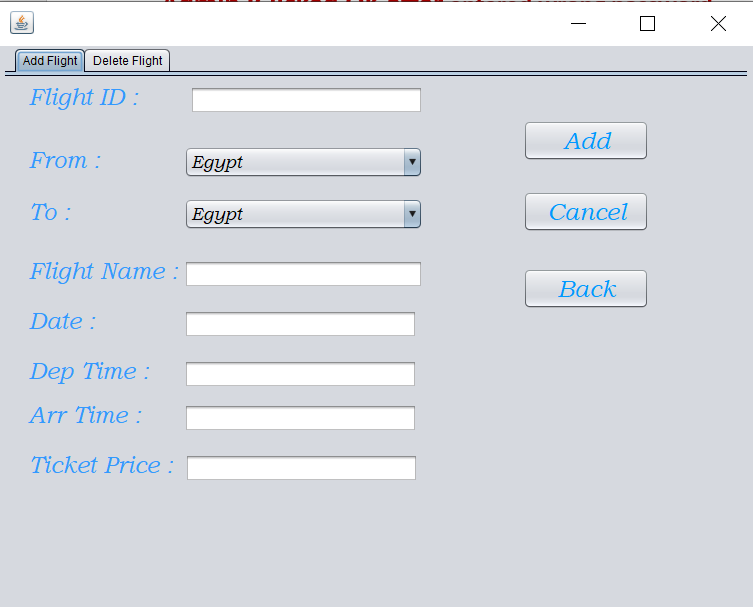 Add Flight Delete Flight
Flight ID :
Add
From : Egypt
To : Egypt
Cancel
Flight Name :
Back
Date :
Dep Time :
Arr Time :
Ticket Price :